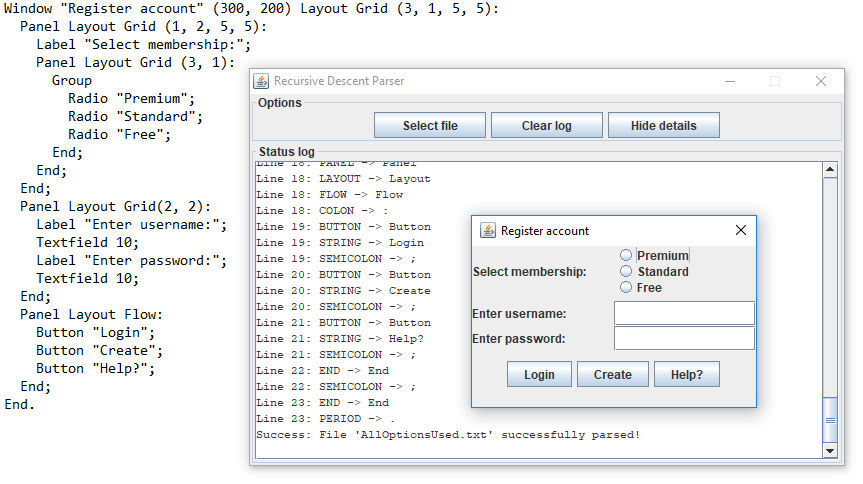 Window "Register account" (300, 200) Layout Grid (3, 1, 5, 5):
Panel Layout Grid (1, 2, 5, 5):
Label "Select membership:";
Panel Layout Grid (3, 1):
Group
Radio "Premium";
Radio "Standard";
Radio "Free";
End;
End;
End;
Panel Layout Grid(2, 2):
Label "Enter username:";
Textfield 10;
Label "Enter password:";
Textfield 10;
End;
Panel Layout Flow:
Button "Login";
Button "Create";
Button "Help?";
End;
End.
Recursive Descent Parser
Options
Select file
Clear log
Hide details
Status log
Line 18: PANEL -> Panel
Line 18: LAYOUT -> Layout
Line 18: FLOW -> Flow
Line 18: COLON -> :
Line 19: BUTTON -> Button
Line 19: STRING -> Login
Line 19: SEMICOLON -> ;
Line 20: BUTTON -> Button
Line 20: STRING -> Create
Line 20: SEMICOLON -> ;
Line 21: BUTTON -> Button
Line 21: STRING -> Help?
Line 21: SEMICOLON -> ;
Line 22: END -> End
Line 22: SEMICOLON -> ;
Line 23: END -> End
Line 23: PERIOD -> .
Success: File 'AllOptionsUsed.txt' successfully parsed!
Register account
Select membership:
Premium
Standard
Free
Enter username:
Enter password:
Login
Create
Help?